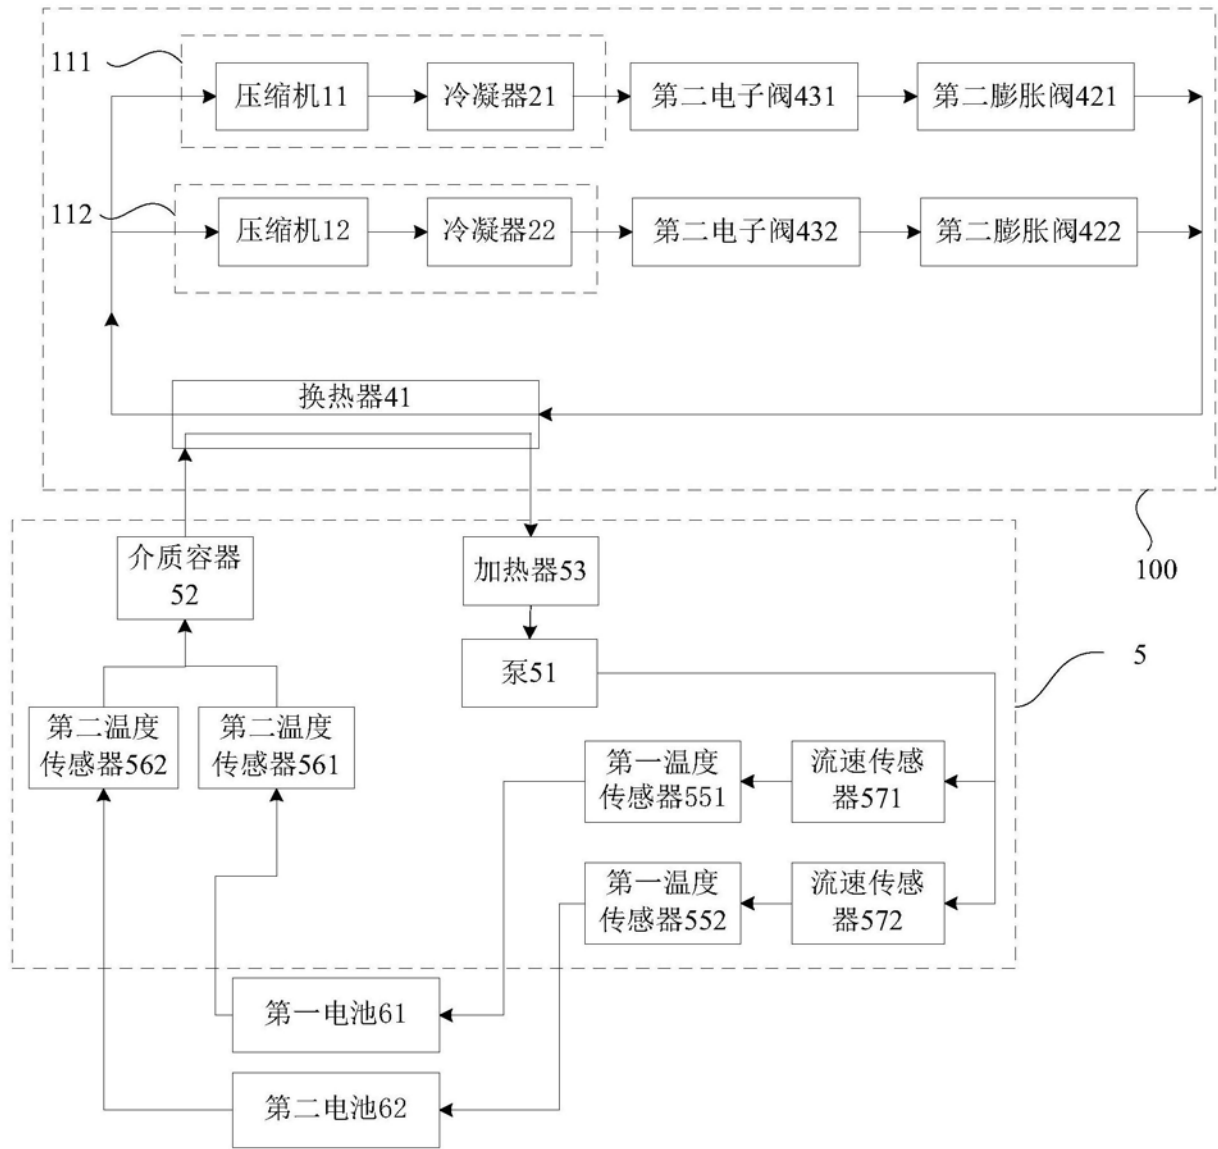 111
压缩机11
冷凝器21
第二电子阀431
第二膨胀阀421
112
压缩机12
冷凝器22
第二电子阀432
第二膨胀阀422
换热器41
100
介质容器
52
加热器53
泵51
5
第二温度
传感器562
第二温度
传感器561
第一温度
传感器551
流速传感
器571
第一温度
传感器552
流速传感
器572
第一电池61
第二电池62